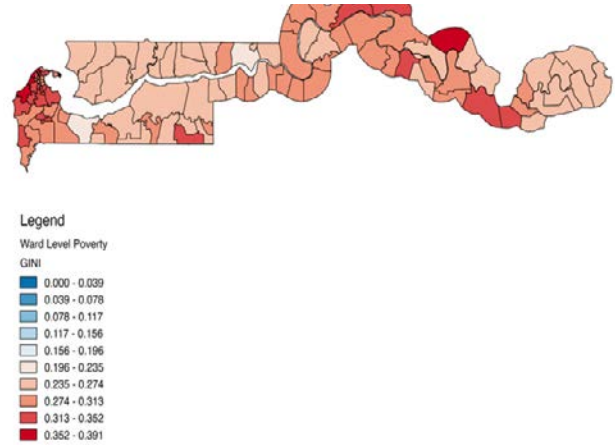 Legend
Ward Level Poverty
GINI
0.000 - 0.039
0.039 - 0.078
0.078 - 0.117
0.117 - 0.156
0.156 - 0.196
0.196 - 0.235
0.235 - 0.274
0.274 - 0.313
0.313 - 0.352
0.352 - 0.391